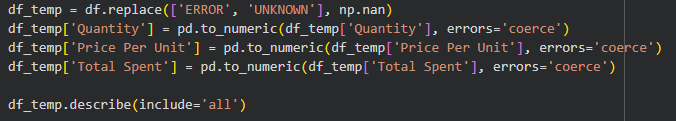 df_temp = df.replace(['ERROR', 'UNKNOWN'], np.nan)
df_temp['Quantity'] = pd.to_numeric(df_temp['Quantity'], errors='coerce')
df_temp['Price Per Unit'] = pd.to_numeric(df_temp['Price Per Unit'], errors='coerce')
df_temp['Total Spent'] = pd.to_numeric(df_temp['Total Spent'], errors='coerce')
df_temp.describe(include='all')